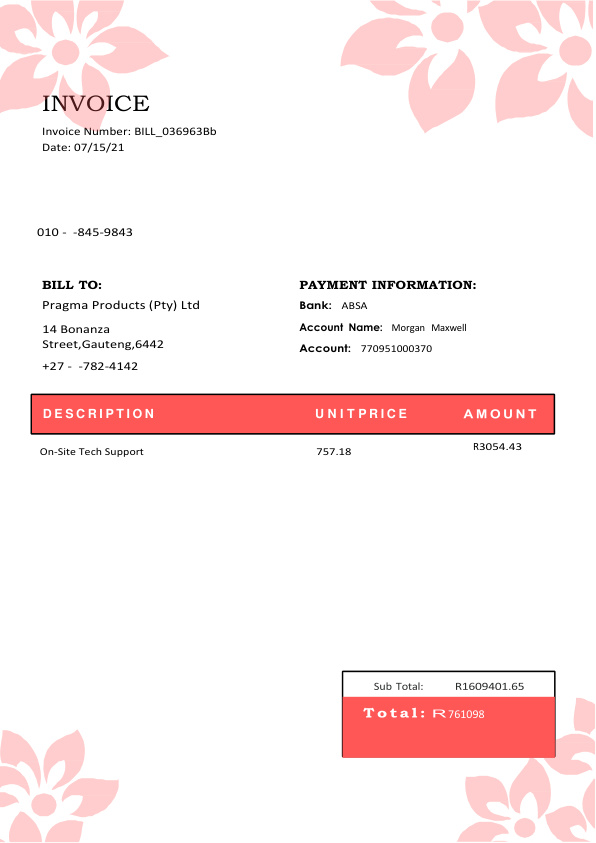 INVOICE
Invoice Number: BILL_036963Bb
Date: 07/15/21
010 -  -845-9843
BILL TO:
Pragma Products (Pty) Ltd
14 Bonanza
Street,Gauteng,6442
+27 -  -782-4142
PAYMENT INFORMATION:
Bank: ABSA
Account Name: Morgan Maxwell
Account: 770951000370
DESCRIPTION UNITPRICE AMOUNT
On-Site Tech Support 757.18 R3054.43
Sub Total: R1609401.65
Total: R761098